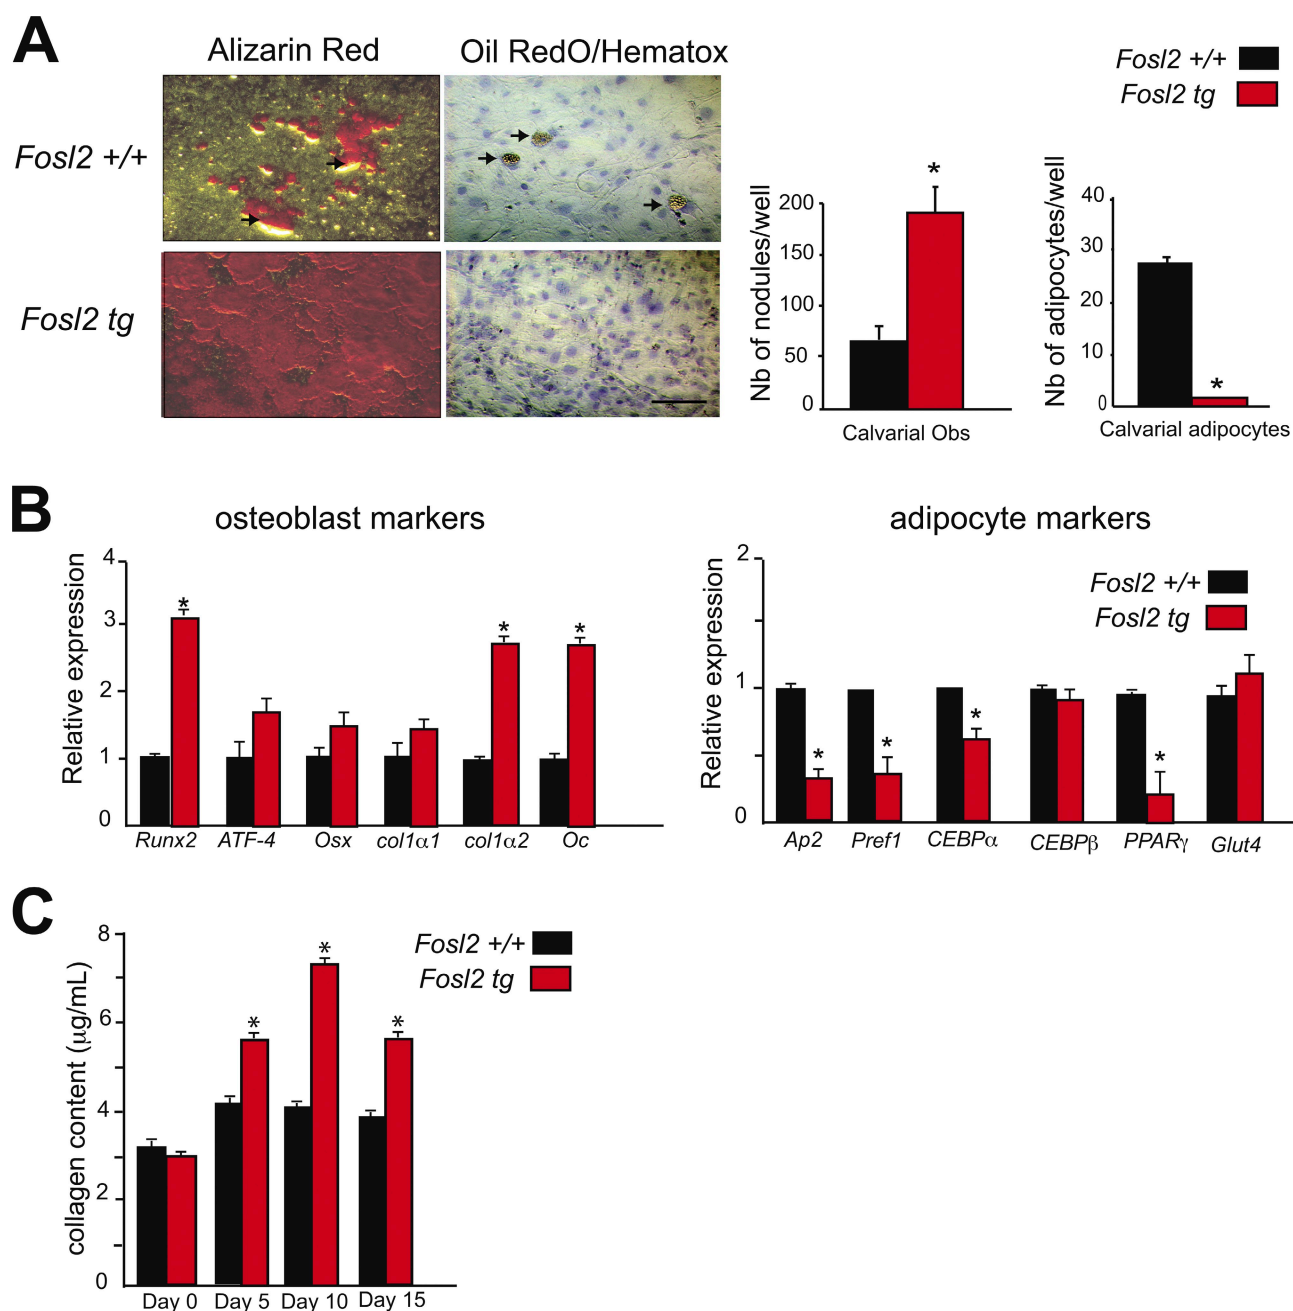 A
Alizarin Red
Oil RedO/Hematox
Fosl2 +/+
Fosl2 tg
Fosl2 +/+
Fosl2 tg
Nb of nodules/well
200
150
100
50
0
*
Calvarial Obs
Nb of adipocytes/well
40
30
20
10
0
*
Calvarial adipocytes
B
osteoblast markers
Relative expression
4
3
2
1
0
* * *
Runx2 ATF-4 Osx col1α1 col1α2 Oc
adipocyte markers
Relative expression
2
1
0
Fosl2 +/+
Fosl2 tg
* * * *
Ap2 Pref1 CEBPα CEBPβ PPARγ Glut4
C
collagen content (µg/mL)
8
6
4
2
0
Fosl2 +/+
Fosl2 tg
* * *
Day 0 Day 5 Day 10 Day 15